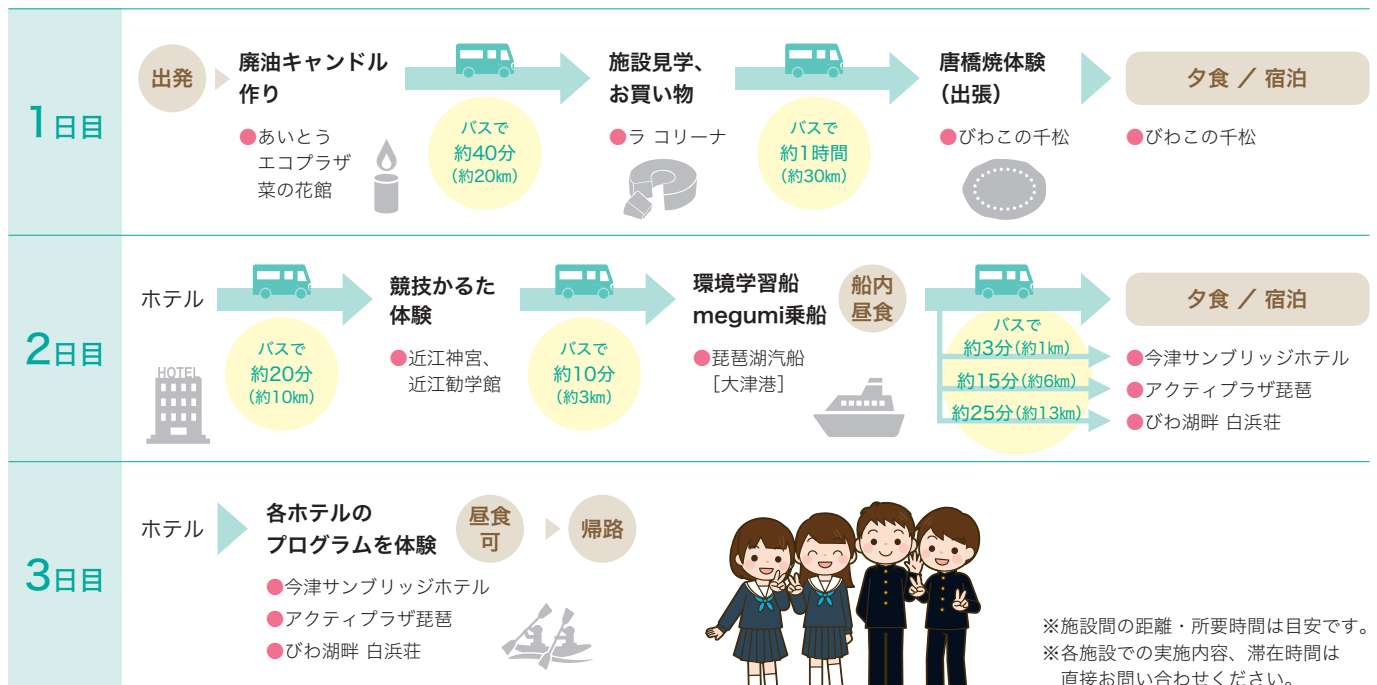 1日目
出発
廃油キャンドル
作り
●あいとう
エコプラザ
菜の花館
バスで
約40分
(約20㎞)
施設見学、
お買い物
●ラ コリーナ
バスで
約1時間
(約30㎞)
唐橋焼体験
(出張)
●びわこの千松
夕食 ／ 宿泊
●びわこの千松
2日目
ホテル
HOTEL
バスで
約20分
(約10㎞)
競技かるた
体験
●近江神宮、
近江勧学館
バスで
約10分
(約3㎞)
環境学習船
megumi乗船
●琵琶湖汽船
［大津港］
船内
昼食
バスで
約3分(約1㎞)
約15分(約6㎞)
約25分(約13㎞)
夕食 ／ 宿泊
●今津サンブリッジホテル
●アクティプラザ琵琶
●びわ湖畔 白浜荘
3日目
ホテル
各ホテルの
プログラムを体験
●今津サンブリッジホテル
●アクティプラザ琵琶
●びわ湖畔 白浜荘
昼食
可
帰路
※施設間の距離・所要時間は目安です。
※各施設での実施内容、滞在時間は
直接お問い合わせください。